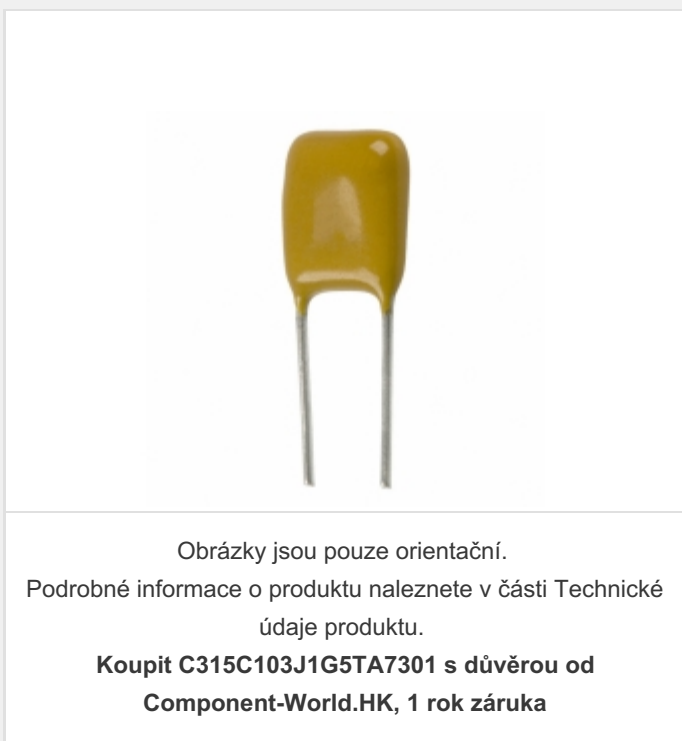 Obrázky jsou pouze orientační.
Podrobné informace o produktu naleznete v části Technické
údaje produktu.
Koupit C315C103J1G5TA7301 s důvěrou od
Component-World.HK, 1 rok záruka